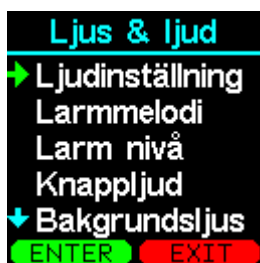 Ljus & ljud
Ljudinställning
Larmmelodi
Larm nivå
Knappljud
Bakgrundsljus
ENTER EXIT